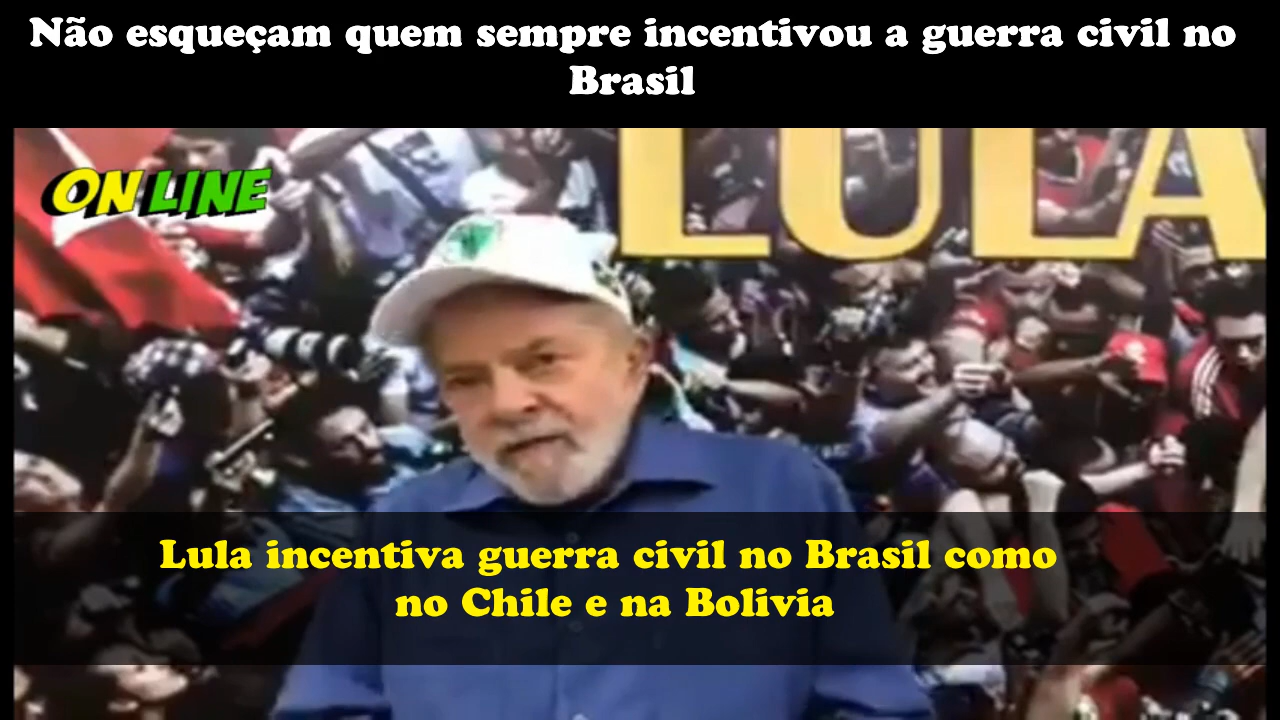 Não esqueçam quem sempre incentivou a guerra civil no
Brasil
LULA
ON LINE
Lula incentiva guerra civil no Brasil como
no Chile e na Bolivia